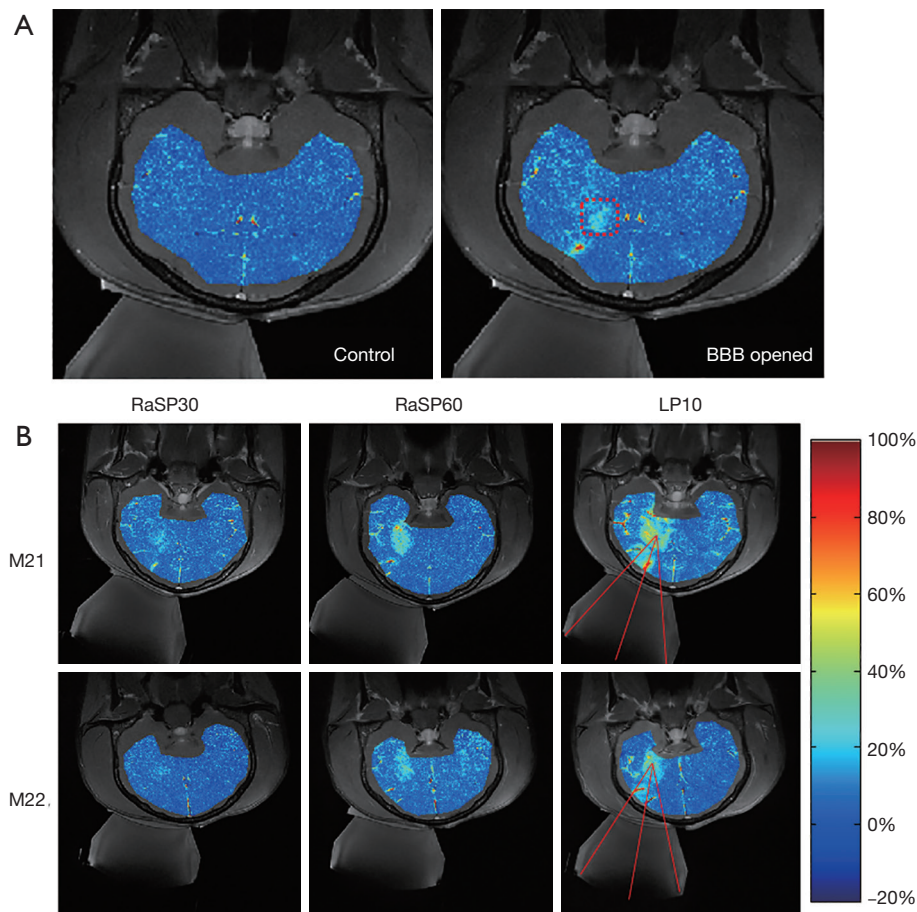 A
Control
BBB opened
RaSP30
RaSP60
LP10
B
M21
M22,
100%
80%
60%
40%
20%
0%
−20%